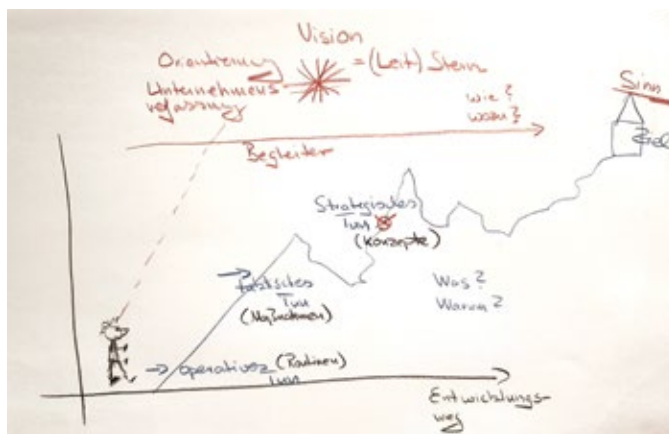 Vision
Orientierung
= (Leit) Stern
Unternehmens
verfassung
wie?
wozu?
Sinn
Ziel
Begleiter
Strategisches
Tun
(Konzepte)
taktisches
Tun
(Maßnahmen)
Was?
Warum?
operatives (Routinen)
Tun
Entwicklungs-
weg